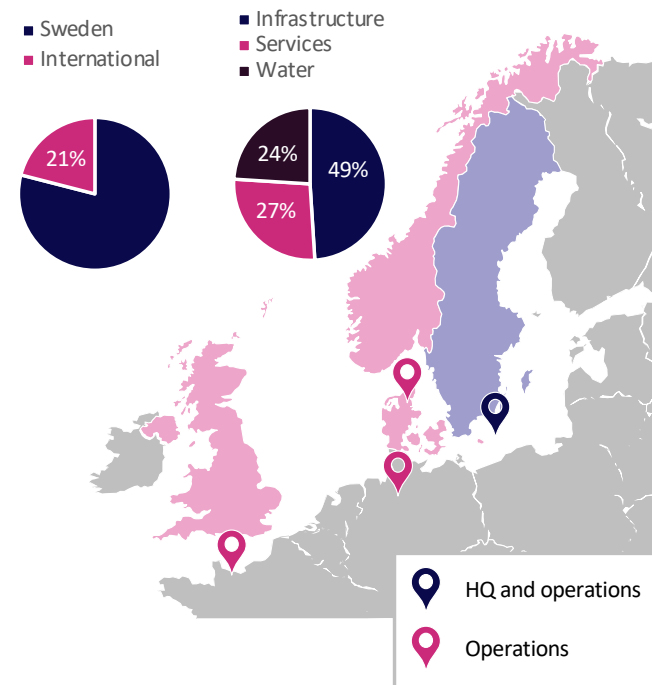 Sweden
International
Infrastructure
Services
Water
21%
24%
49%
27%
HQ and operations
Operations